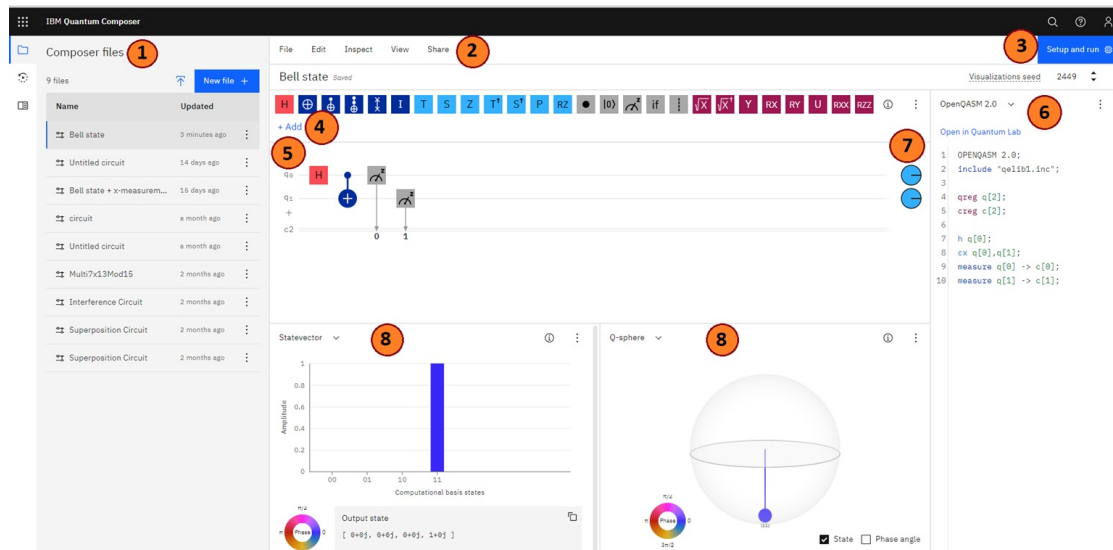 IBM Quantum Composer
Composer files
1
File Edit Inspect View Share
2
3
Setup and run
9 files
New file +
Bell state Saved
Visualizations seed 2449
Name Updated
Bell state 3 minutes ago
Untitled circuit 14 days ago
Bell state + x-measurem... 16 days ago
circuit a month ago
Untitled circuit a month ago
Multi7x13Mod15 2 months ago
Interference Circuit 2 months ago
Superposition Circuit 2 months ago
Superposition Circuit 2 months ago
H I T S Z T† S† P RZ |0⟩ z if √X √X† Y RX RY U RXX RZZ
+ Add
4
5
7
q0 H z
q1 + z
+
c2
0 1
OpenQASM 2.0
6
Open in Quantum Lab
1 OPENQASM 2.0;
2 include "qelib1.inc";
3
4 qreg q[2];
5 creg c[2];
6
7 h q[0];
8 cx q[0],q[1];
9 measure q[0] -> c[0];
10 measure q[1] -> c[1];
Statevector
8
1
0.8
0.6
0.4
0.2
0
Amplitude
00 01 10 11
Computational basis states
π/2
π Phase 0
Output state
[ 0+0j, 0+0j, 0+0j, 1+0j ]
Q-sphere
8
|11⟩
π/2
π Phase 0
3π/2
State Phase angle